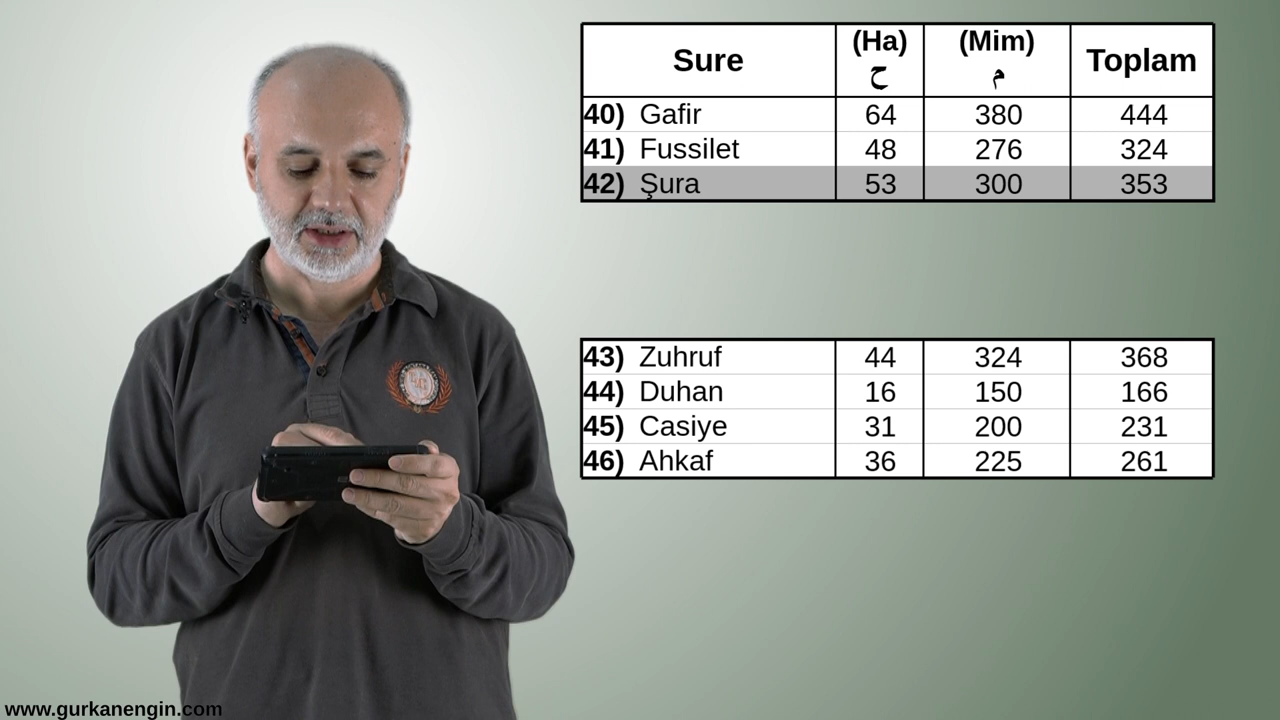 Sure (Ha) (Mim) Toplam
ح م
40) Gafir 64 380 444
41) Fussilet 48 276 324
42) Şura 53 300 353
43) Zuhruf 44 324 368
44) Duhan 16 150 166
45) Casiye 31 200 231
46) Ahkaf 36 225 261
www.gurkanengin.com